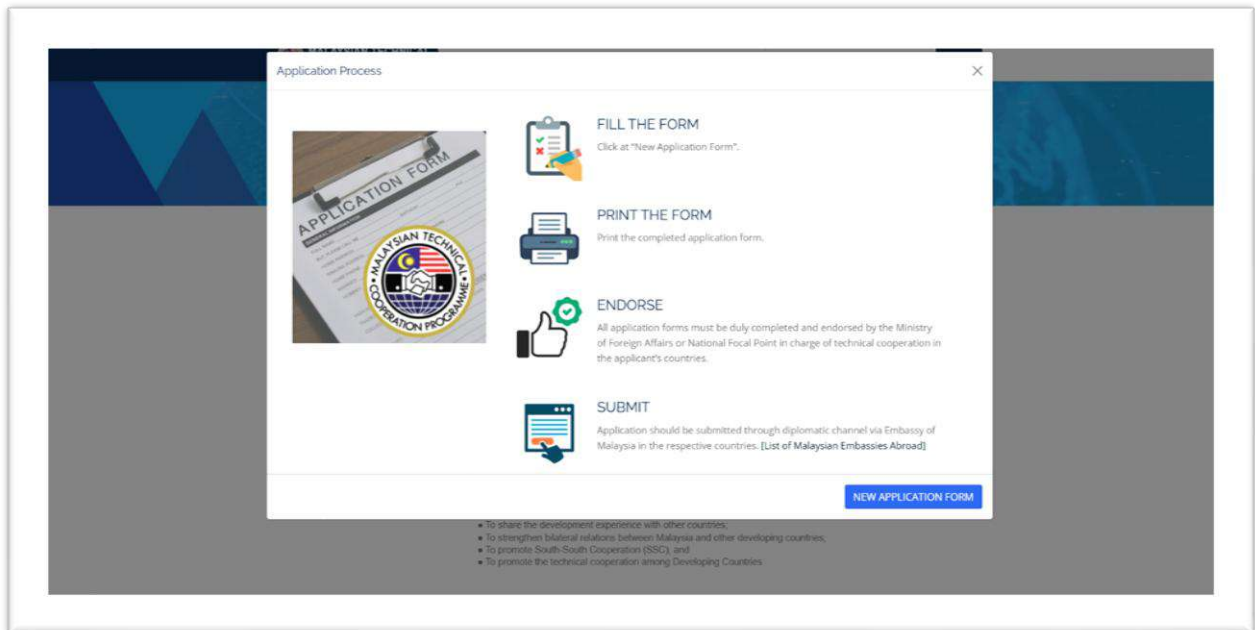 MALAYSIAN TECHNICAL
Application Process
APPLICATION FORM
MALAYSIAN TECHNICAL COOPERATION PROGRAMME
FILL THE FORM
Click at "New Application Form".
PRINT THE FORM
Print the completed application form.
ENDORSE
All application forms must be duly completed and endorsed by the Ministry
of Foreign Affairs or National Focal Point in charge of technical cooperation in
the applicant's countries.
SUBMIT
Application should be submitted through diplomatic channel via Embassy of
Malaysia in the respective countries. [List of Malaysian Embassies Abroad]
NEW APPLICATION FORM
• To share the development experience with other countries;
• To strengthen bilateral relations between Malaysia and other developing countries;
• To promote South-South Cooperation (SSC); and
• To promote the technical cooperation among Developing Countries